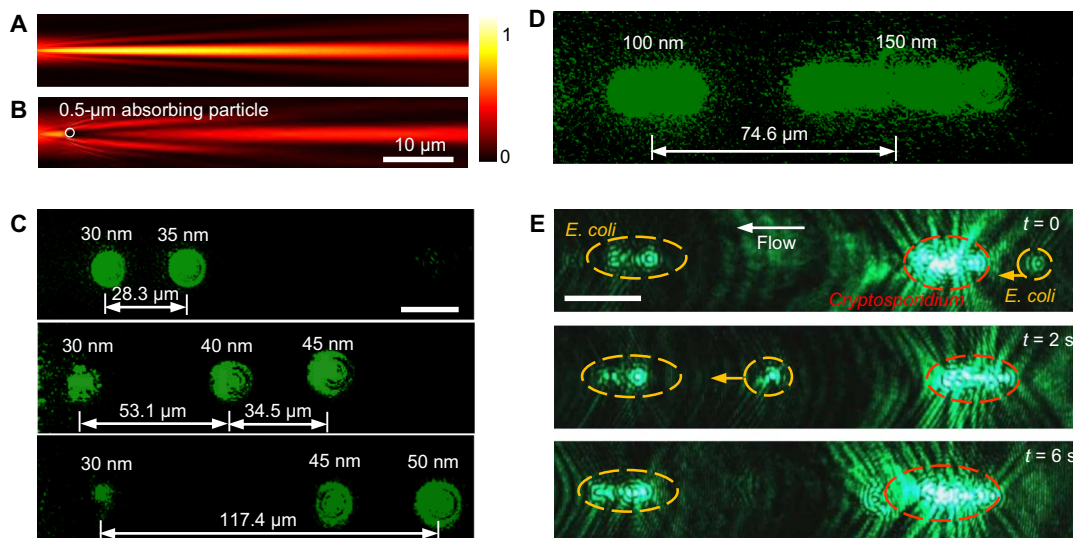 A
B
0.5-μm absorbing particle
10 μm
1
0
C
30 nm
35 nm
28.3 μm
30 nm
40 nm
45 nm
53.1 μm
34.5 μm
30 nm
45 nm
50 nm
117.4 μm
D
100 nm
150 nm
74.6 μm
E
E. coli
Flow
t = 0
Cryptospondium
E. coli
t = 2 s
t = 6 s